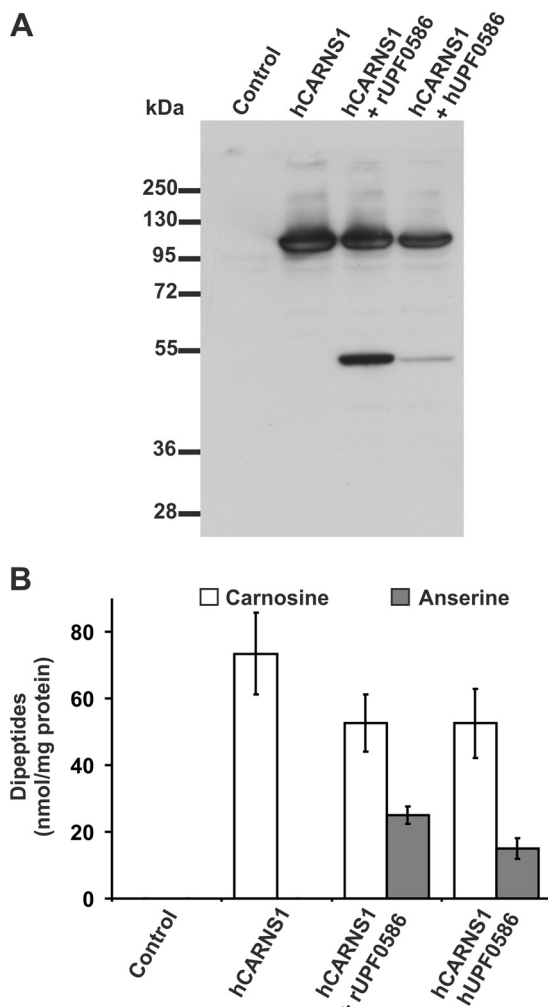 A
kDa
Control
hCARNS1
hCARNS1
+ rUPF0586
hCARNS1
+ hUPF0586
250
130
95
72
55
36
28
B
Carnosine
Anserine
Dipeptides
(nmol/mg protein)
80
60
40
20
0
Control
hCARNS1
hCARNS1
+ rUPF0586
hCARNS1
hUPF0586